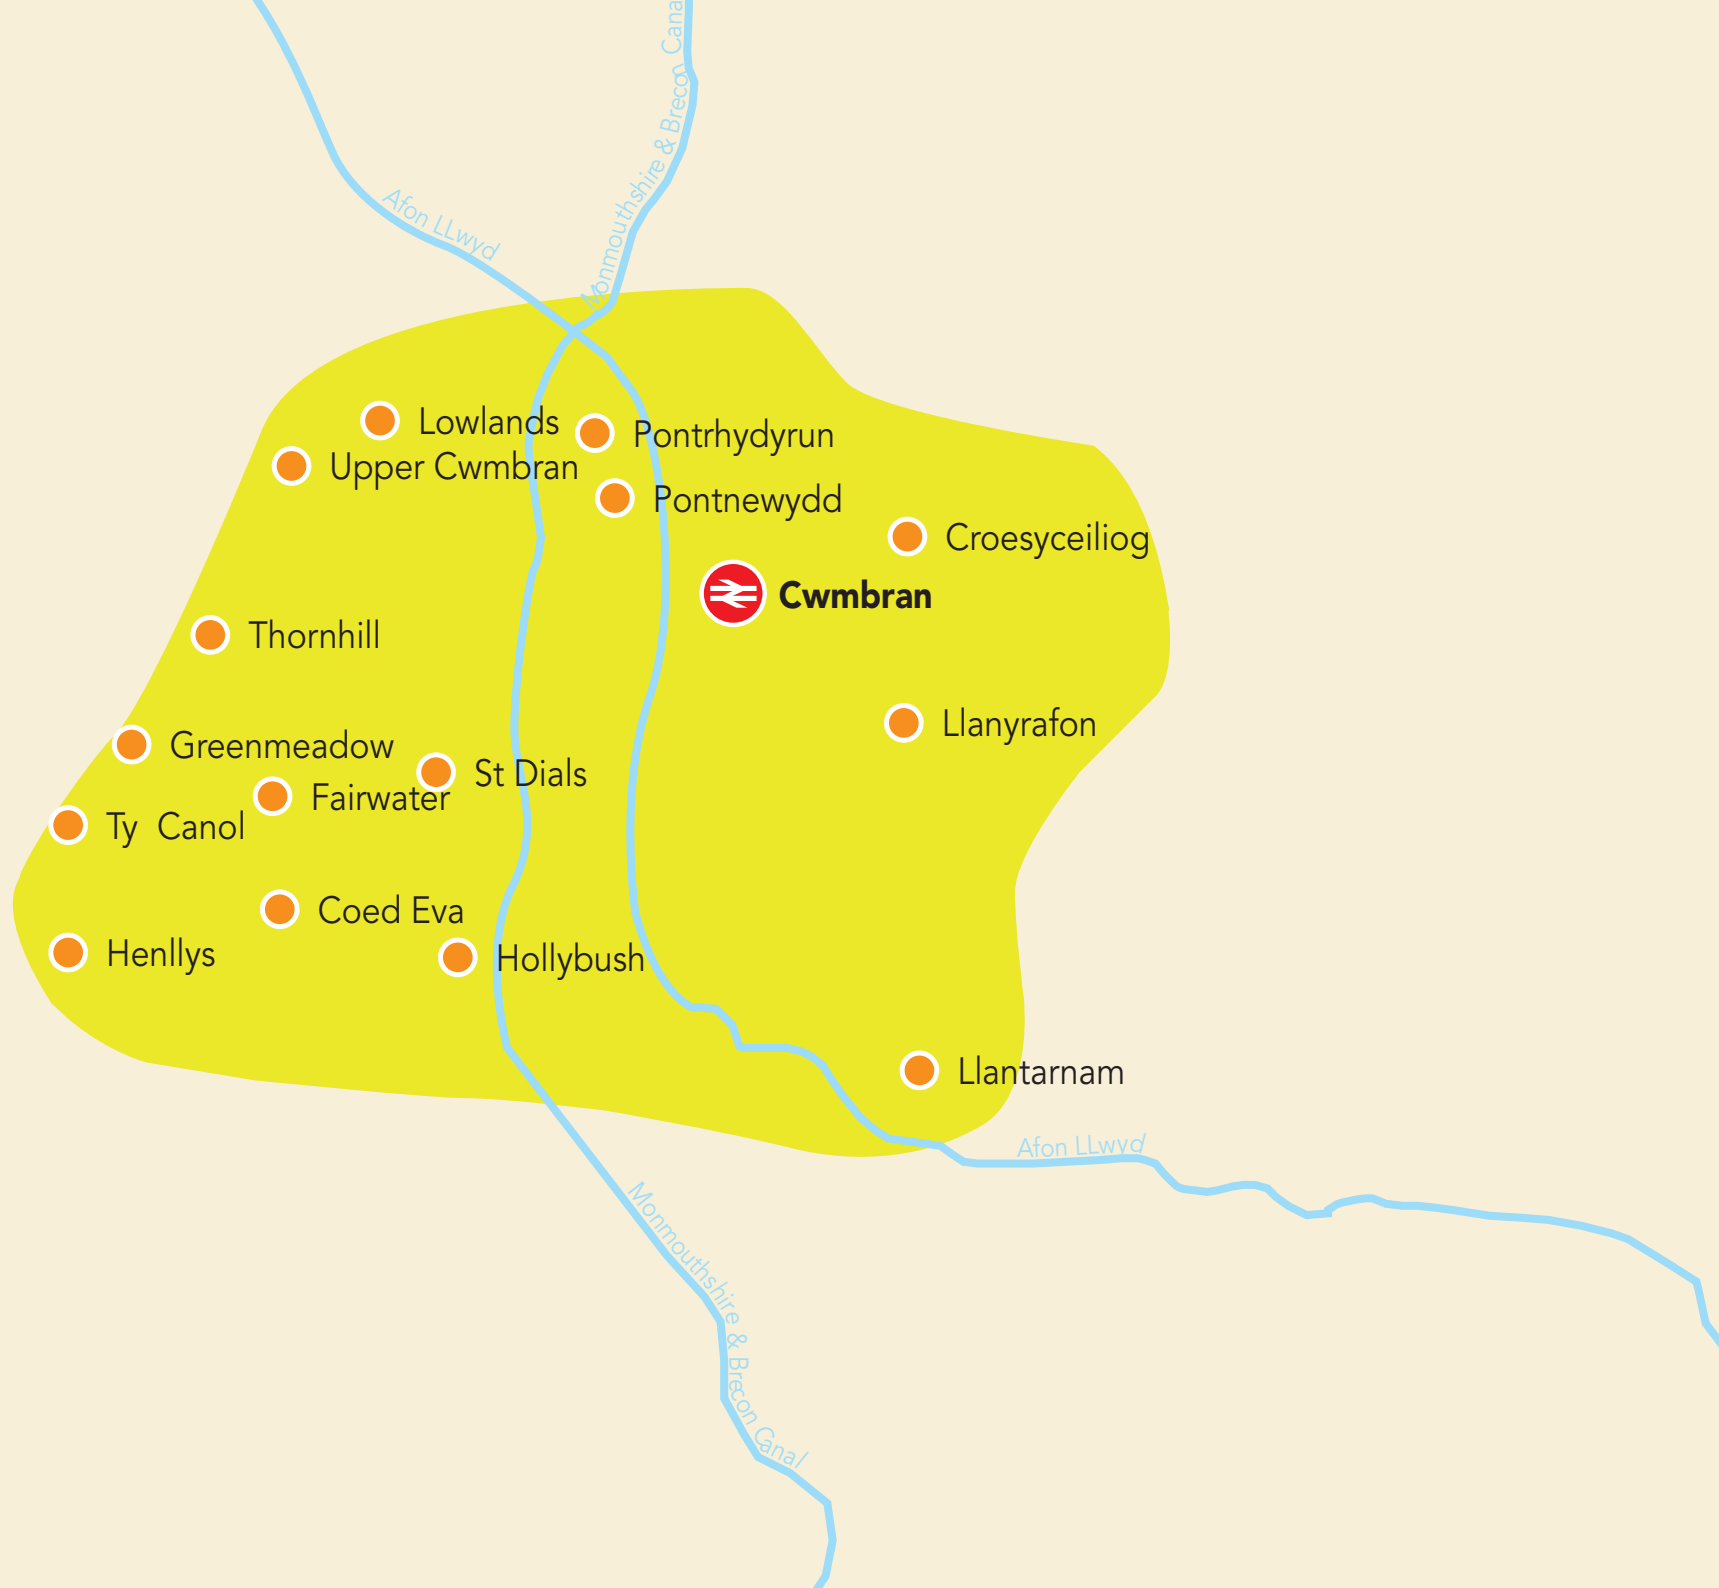 Monmouthshire & Brecon Cana
Afon LLwyd
Lowlands
Pontrhydyrun
Upper Cwmbran
Pontnewydd
Croesyceiliog
Cwmbran
Thornhill
Llanyrafon
Greenmeadow
St Dials
Fairwater
Ty Canol
Coed Eva
Henllys
Hollybush
Llantarnam
Afon LLwyd
Monmouthshire & Brecon Canal